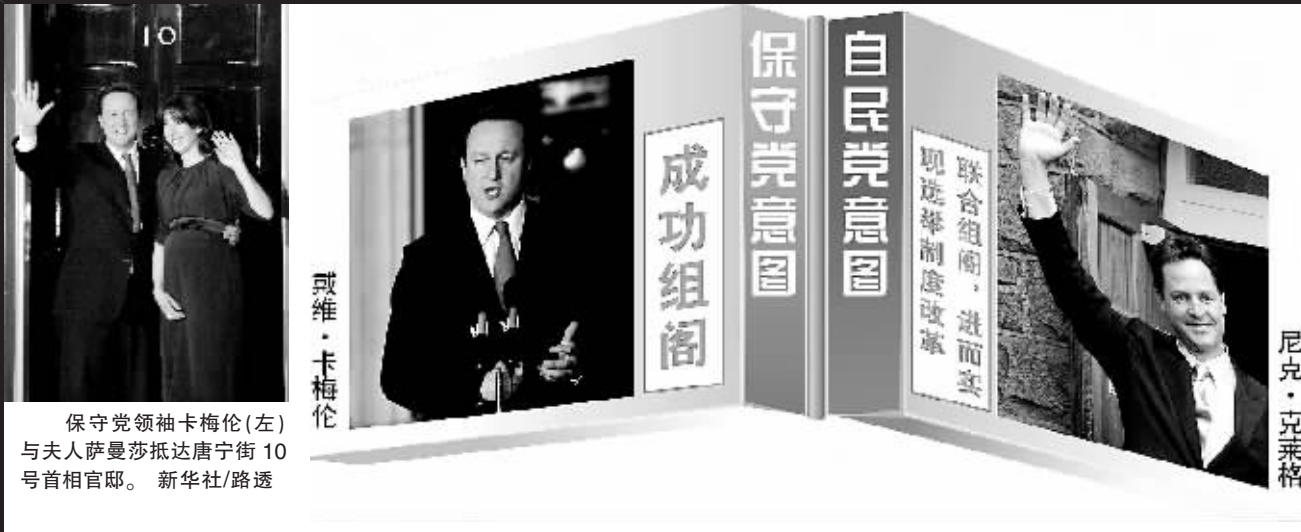 10
保守党领袖卡梅伦(左)
与夫人萨曼莎抵达唐宁街 10
号首相官邸。 新华社/路透
戴维·卡梅伦
成功组阁
保守党意图
自民党意图
联合组阁，进而实
现选举制度改革
尼克·克莱格